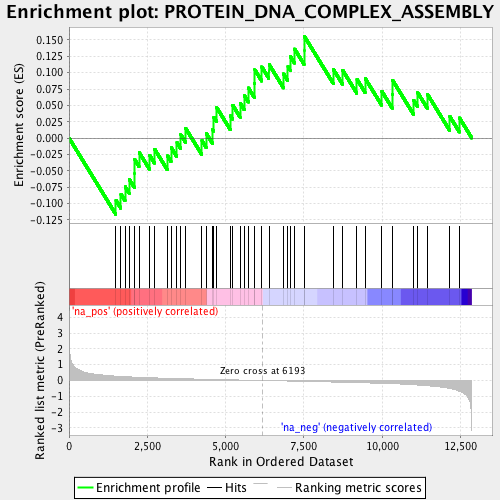 Enrichment plot: PROTEIN_DNA_COMPLEX_ASSEMBLY
Enrichment score (ES)
0.150
0.125
0.100
0.075
0.050
0.025
0.000
-0.025
-0.050
-0.075
-0.100
-0.125
'na_pos' (positively correlated)
Ranked list metric (PreRanked)
4
3
2
1
0
-1
-2
-3
Zero cross at 6193
'na_neg' (negatively correlated)
0
2,500
5,000
7,500
10,000
12,500
Rank in Ordered Dataset
Enrichment profile
Hits
Ranking metric scores